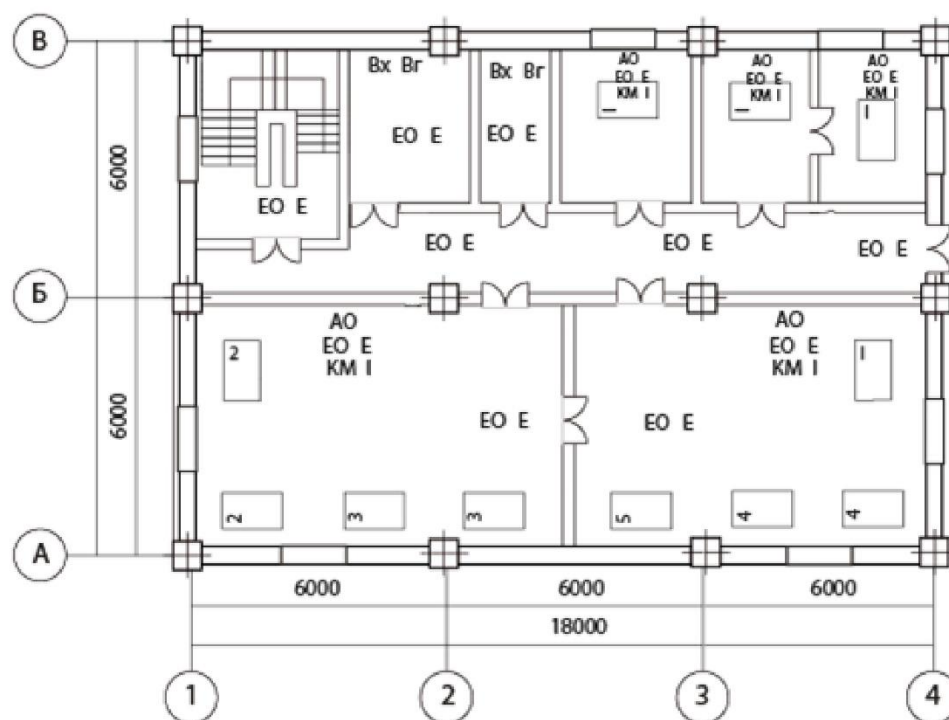 В
Вх Вг
ЕО Е
Вх Вг
ЕО Е
АО
ЕО Е
КМ І
І
АО
ЕО Е
КМ І
І
АО
ЕО Е
КМ І
І
6000
ЕО Е
ЕО Е
ЕО Е
ЕО Е
Б
АО
ЕО Е
КМ І
2
АО
ЕО Е
КМ І
І
6000
ЕО Е
ЕО Е
2
3
3
5
4
4
А
6000
6000
6000
18000
1
2
3
4